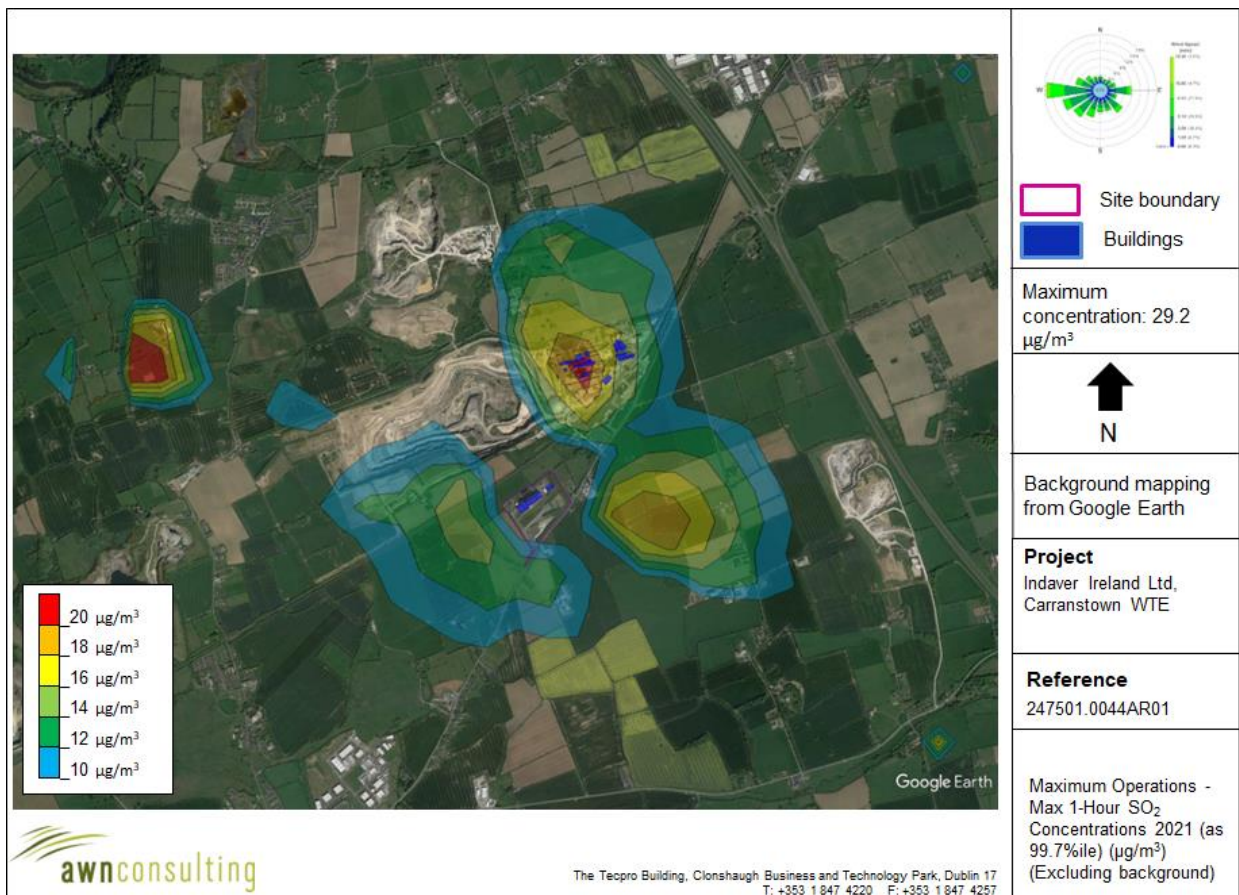 N
W
S
Site boundary
Buildings
Maximum
concentration: 29.2
µg/m³
N
Background mapping
from Google Earth
Project
Indaver Ireland Ltd,
Carranstown WTE
Reference
247501.0044AR01
Maximum Operations -
Max 1-Hour SO₂
Concentrations 2021 (as
99.7%ile) (µg/m³)
(Excluding background)
20 µg/m³
18 µg/m³
16 µg/m³
14 µg/m³
12 µg/m³
10 µg/m³
Google Earth
awnconsulting
The Tecpro Building, Clonshaugh Business and Technology Park, Dublin 17
T: +353 1 847 4220 F: +353 1 847 4257